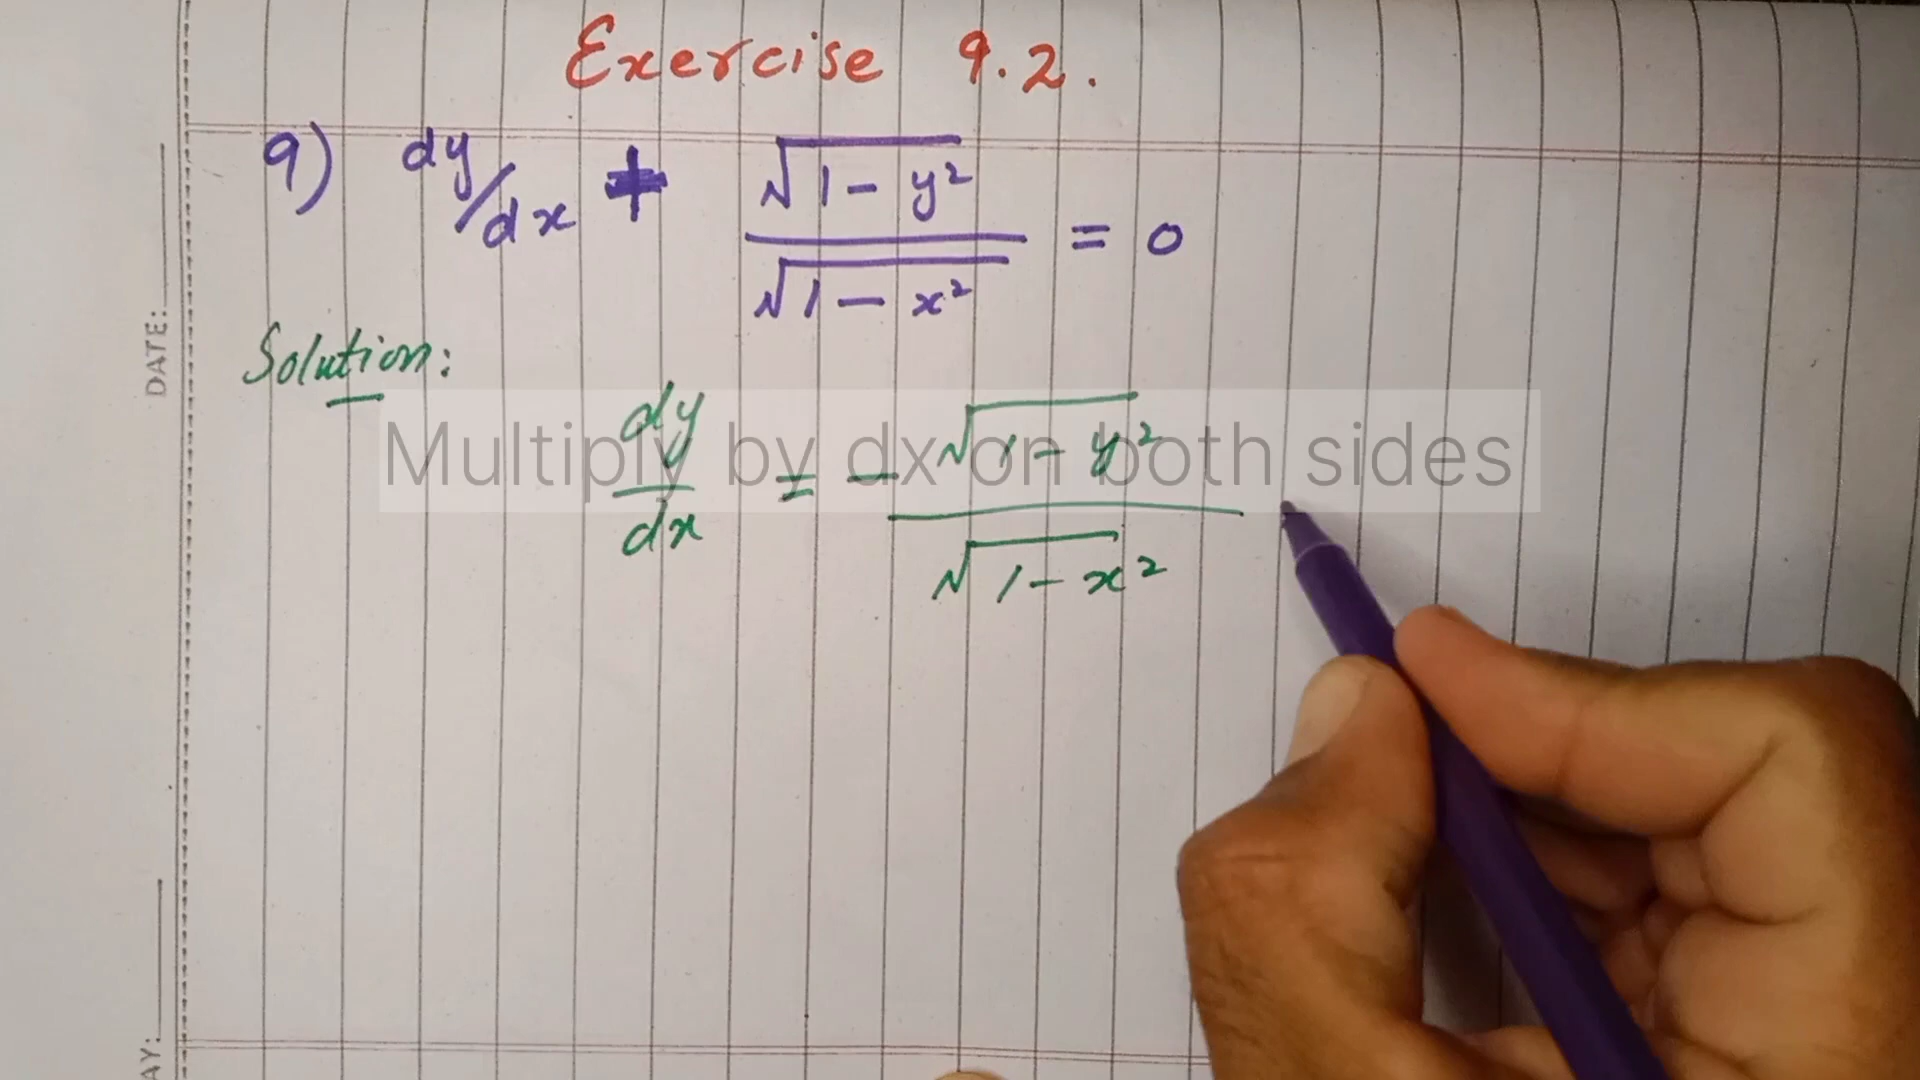 Exercise 9.2.
9) dy/dx + √1 - y² / √1 - x² = 0
Solution:
dy/dx = - √1 - y² / √1 - x²
Multiply by dx on both sides
DATE:
AY: